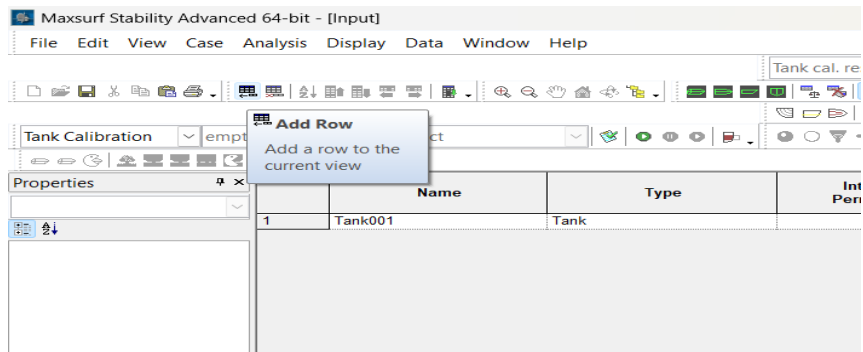 Maxsurf Stability Advanced 64-bit - [Input]
File Edit View Case Analysis Display Data Window Help
Tank cal. re
Tank Calibration
empt
ct
Add Row
Add a row to the
current view
Properties
Name Type Int
Per
1 Tank001 Tank